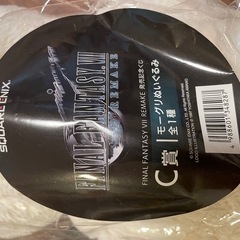 SQUARE ENIX
FINAL FANTASY VII
REMAKE
FINAL FANTASY VII REMAKE 発売記念くじ
C賞
モーグリぬいぐるみ
全1種
4988601348287